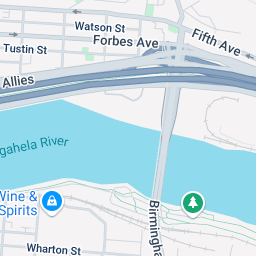 Watson St
Forbes Ave
Fifth Ave
Tustin St
Allies
gahela River
Wine &
Spirits
Birmingha
Wharton St